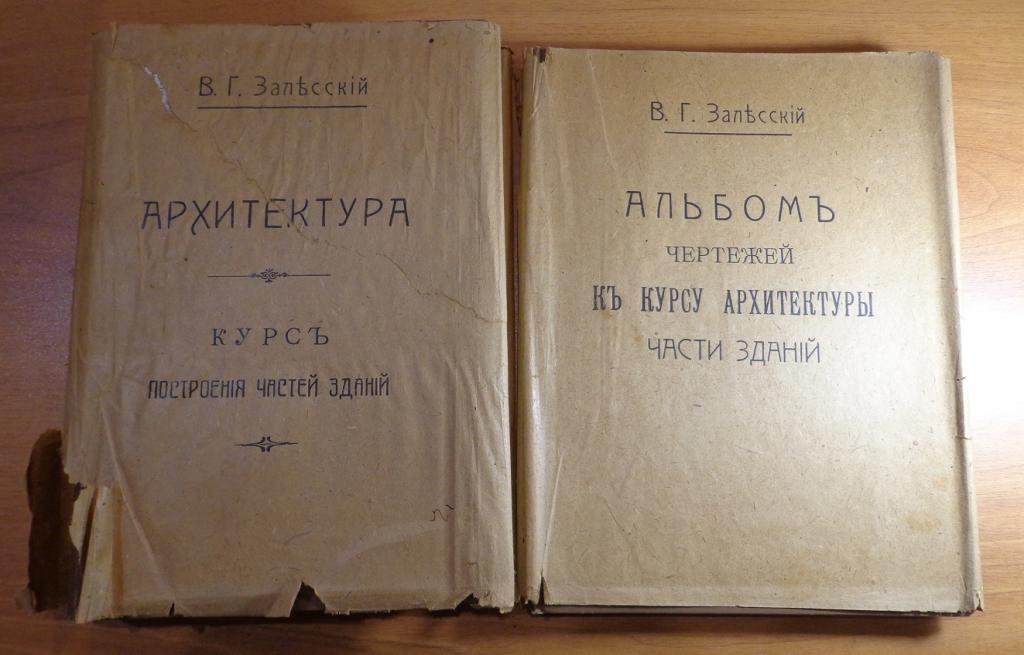 В. Г. Залѣсскій
АРХИТЕКТУРА
КУРСЪ
ПОСТРОЕНІЯ ЧАСТЕЙ ЗДАНІЙ
В. Г. Залѣсскій
АЛЬБОМЪ
ЧЕРТЕЖЕЙ
КЪ КУРСУ АРХИТЕКТУРЫ
ЧАСТИ ЗДАНІЙ